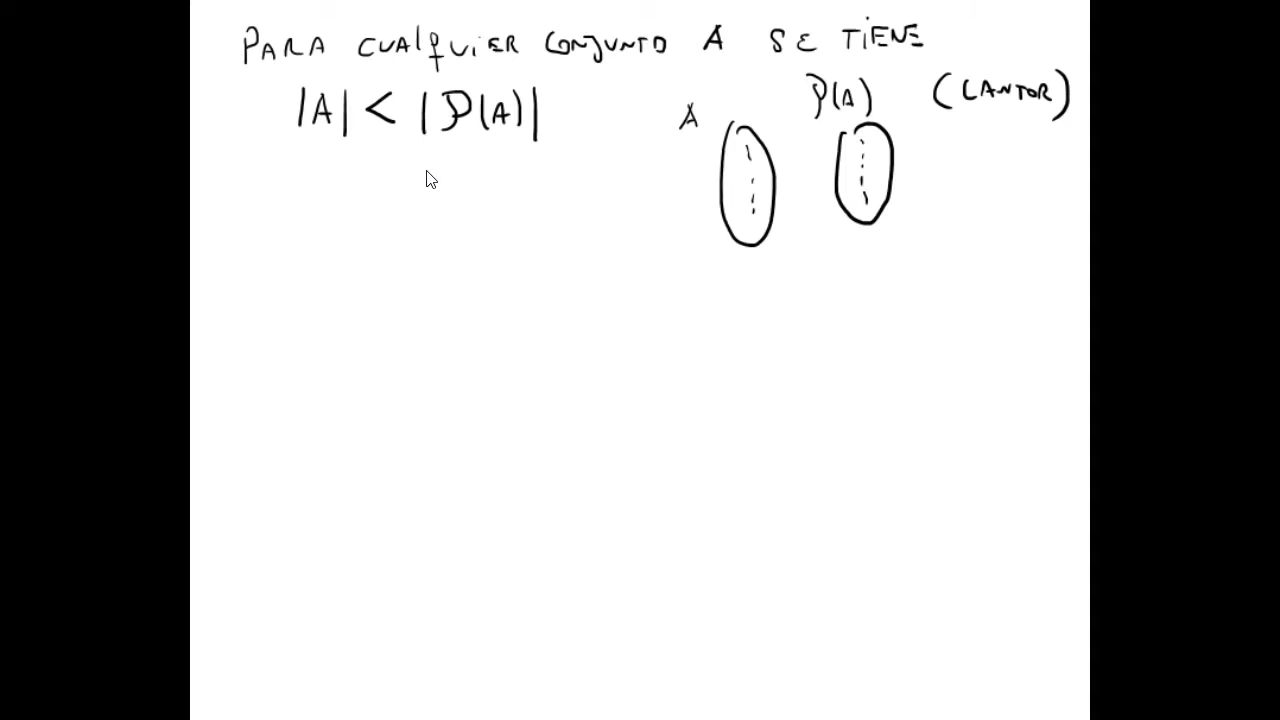 PARA CUALQUIER CONJUNTO A SE TIENE
|A| < |P(A)|
A
P(A)
(CANTOR)